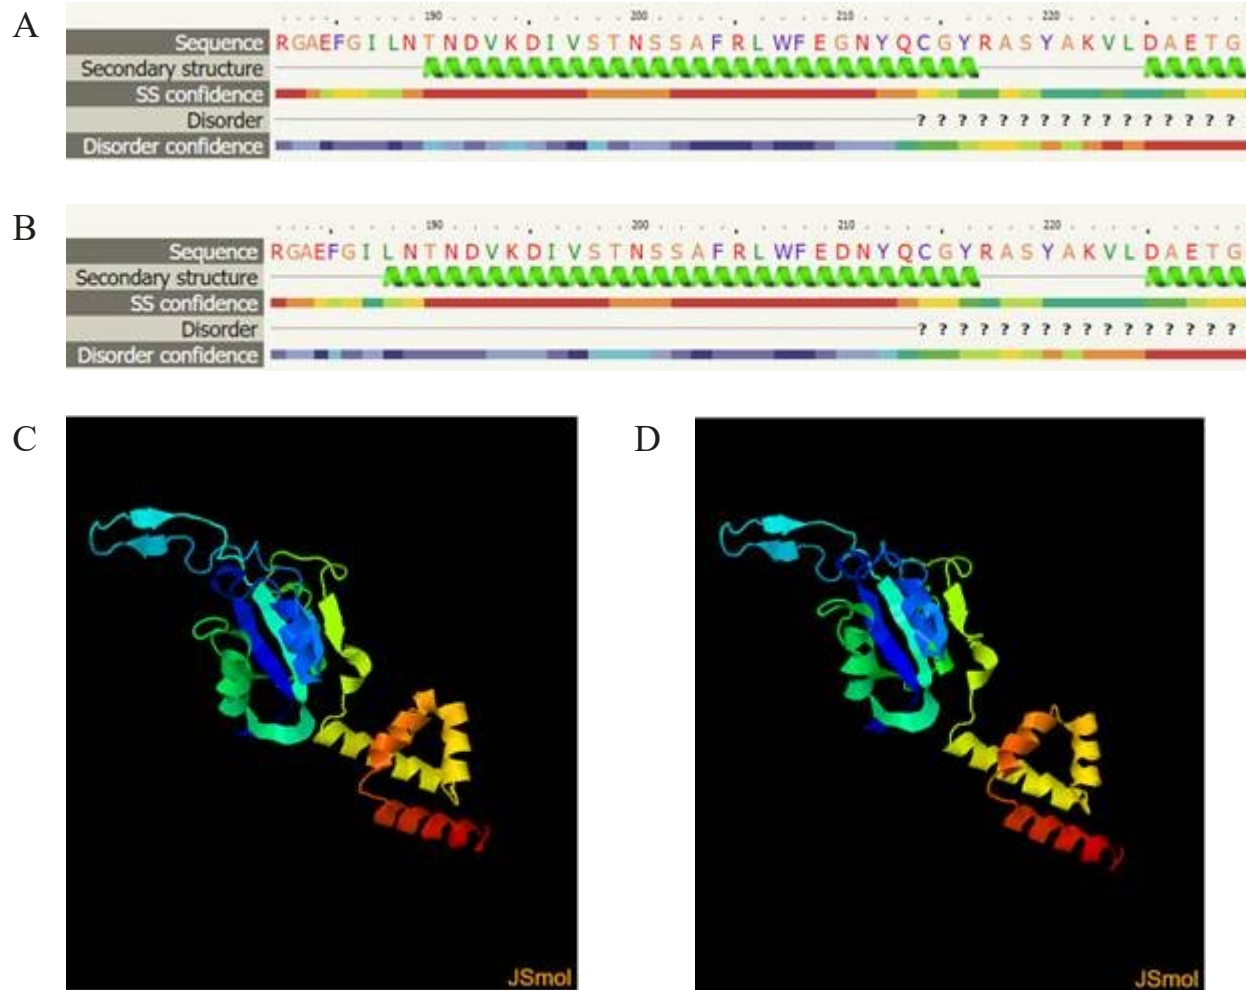 A
190 200 210 220
Sequence RGAEFGILNTNDVKDIVSTNSSAFRLWFEGNYQCGYRASYAKVLDAETG
Secondary structure
SS confidence
Disorder ? ? ? ? ? ? ? ? ? ? ? ? ? ? ? ?
Disorder confidence
B
190 200 210 220
Sequence RGAEFGILNTNDVKDIVSTNSSAFRLWFEDNYQCGYRASYAKVLDAETG
Secondary structure
SS confidence
Disorder ? ? ? ? ? ? ? ? ? ? ? ? ? ? ? ?
Disorder confidence
C D
JSmol JSmol